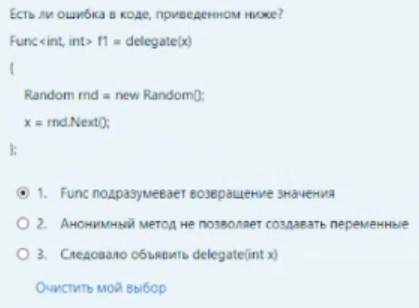 Есть ли ошибка в коде, приведенном ниже?
Func<int, int> f1 = delegate(x)
{
Random rnd = new Random();
x = rnd.Next();
};
1. Func подразумевает возвращение значения
2. Анонимный метод не позволяет создавать переменные
3. Следовало объявить delegate(int x)
Очистить мой выбор